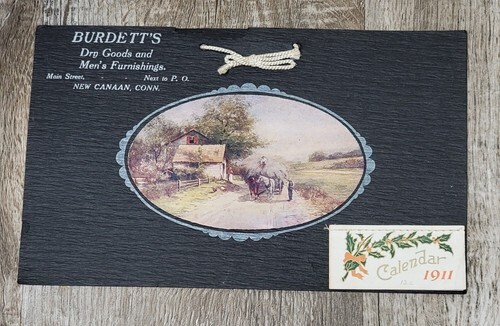 BURDETT'S
Dry Goods and
Men's Furnishings.
Main Street, - - Next to P. O.
NEW CANAAN, CONN.
Calendar
1911